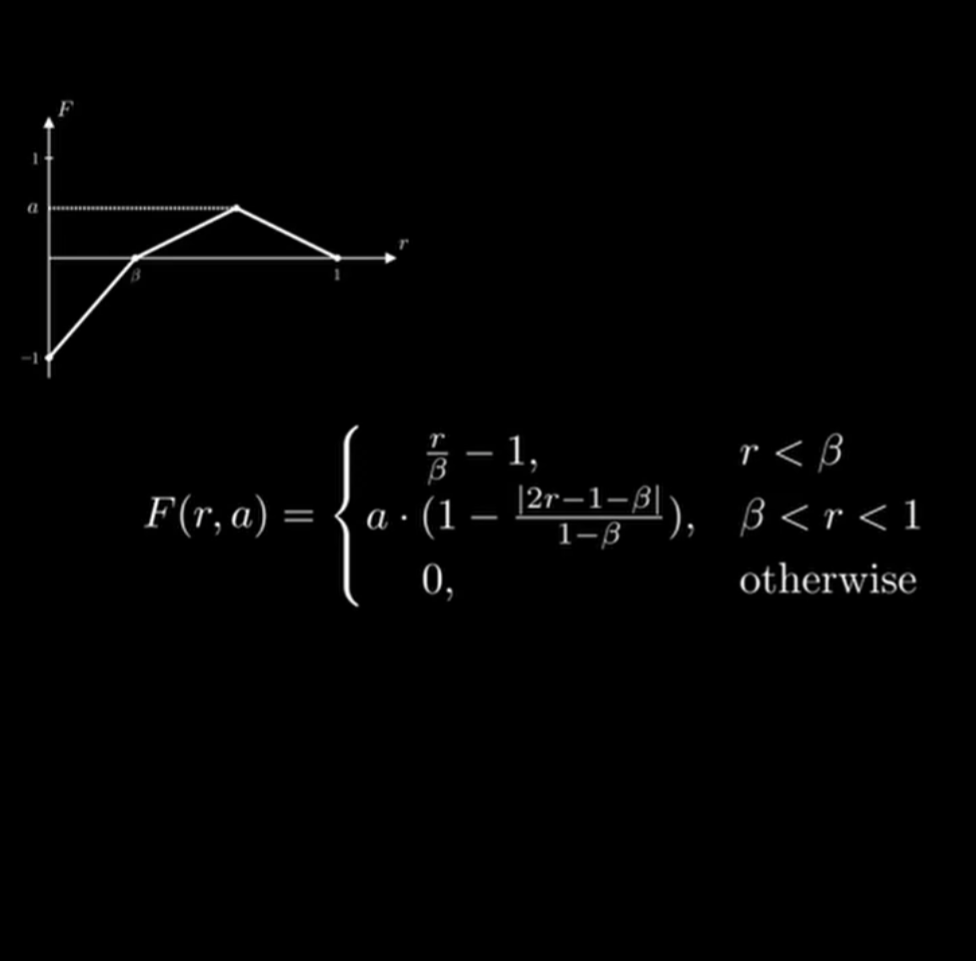 F
1
a
r
β
1
−1
F(r, a) = { r/β − 1, r < β
a · (1 − |2r−1−β|/1−β), β < r < 1
0, otherwise